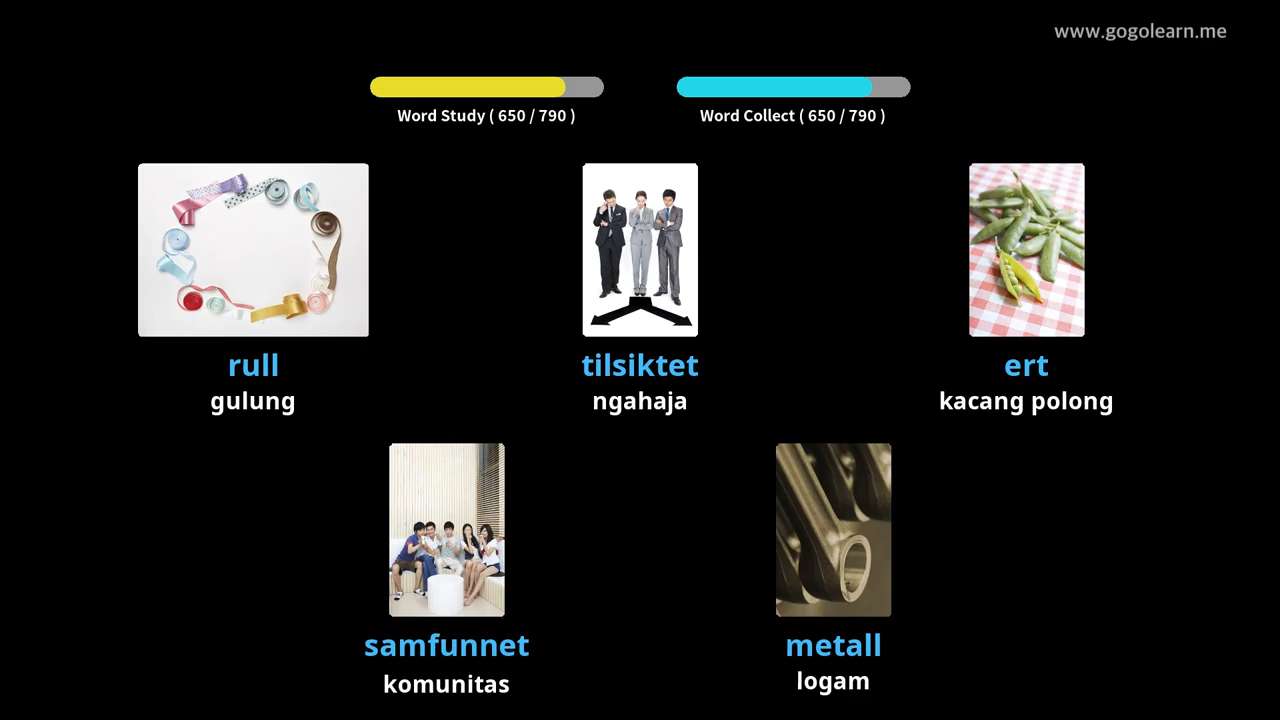 www.gogolearn.me
Word Study ( 650 / 790 )
Word Collect ( 650 / 790 )
rull
gulung
tilsiktet
ngahaja
ert
kacang polong
samfunnet
komunitas
metall
logam